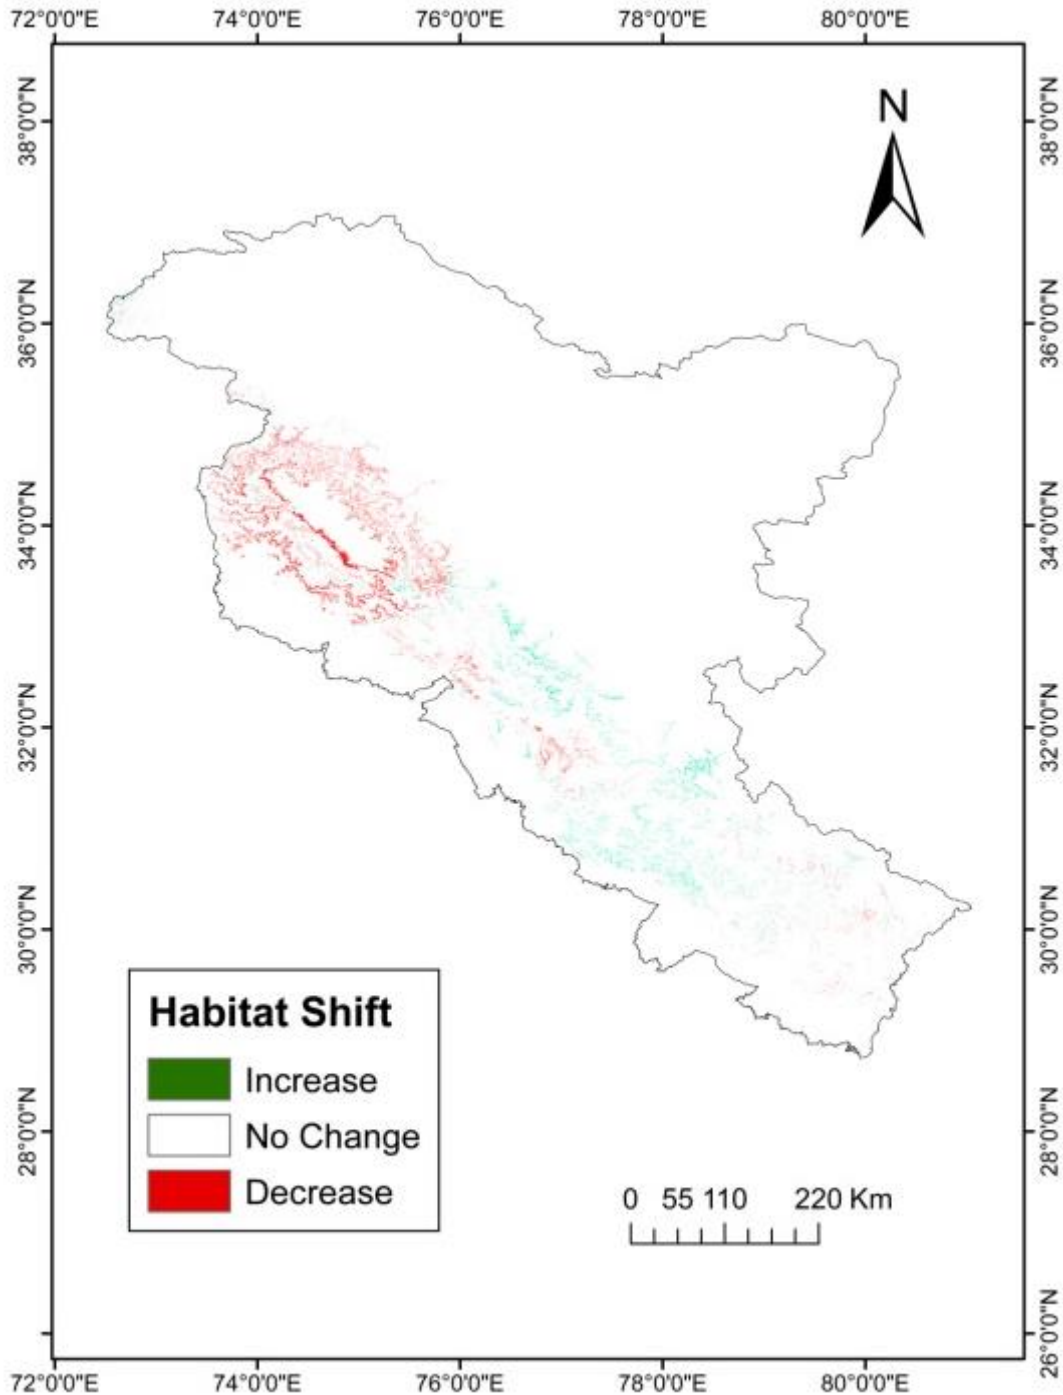 72°0'0"E 74°0'0"E 76°0'0"E 78°0'0"E 80°0'0"E
38°0'0"N 38°0'0"N
N
36°0'0"N 36°0'0"N
34°0'0"N 34°0'0"N
32°0'0"N 32°0'0"N
30°0'0"N 30°0'0"N
Habitat Shift
Increase
No Change
Decrease
28°0'0"N 28°0'0"N
0 55 110 220 Km
26°0'0"N
72°0'0"E 74°0'0"E 76°0'0"E 78°0'0"E 80°0'0"E